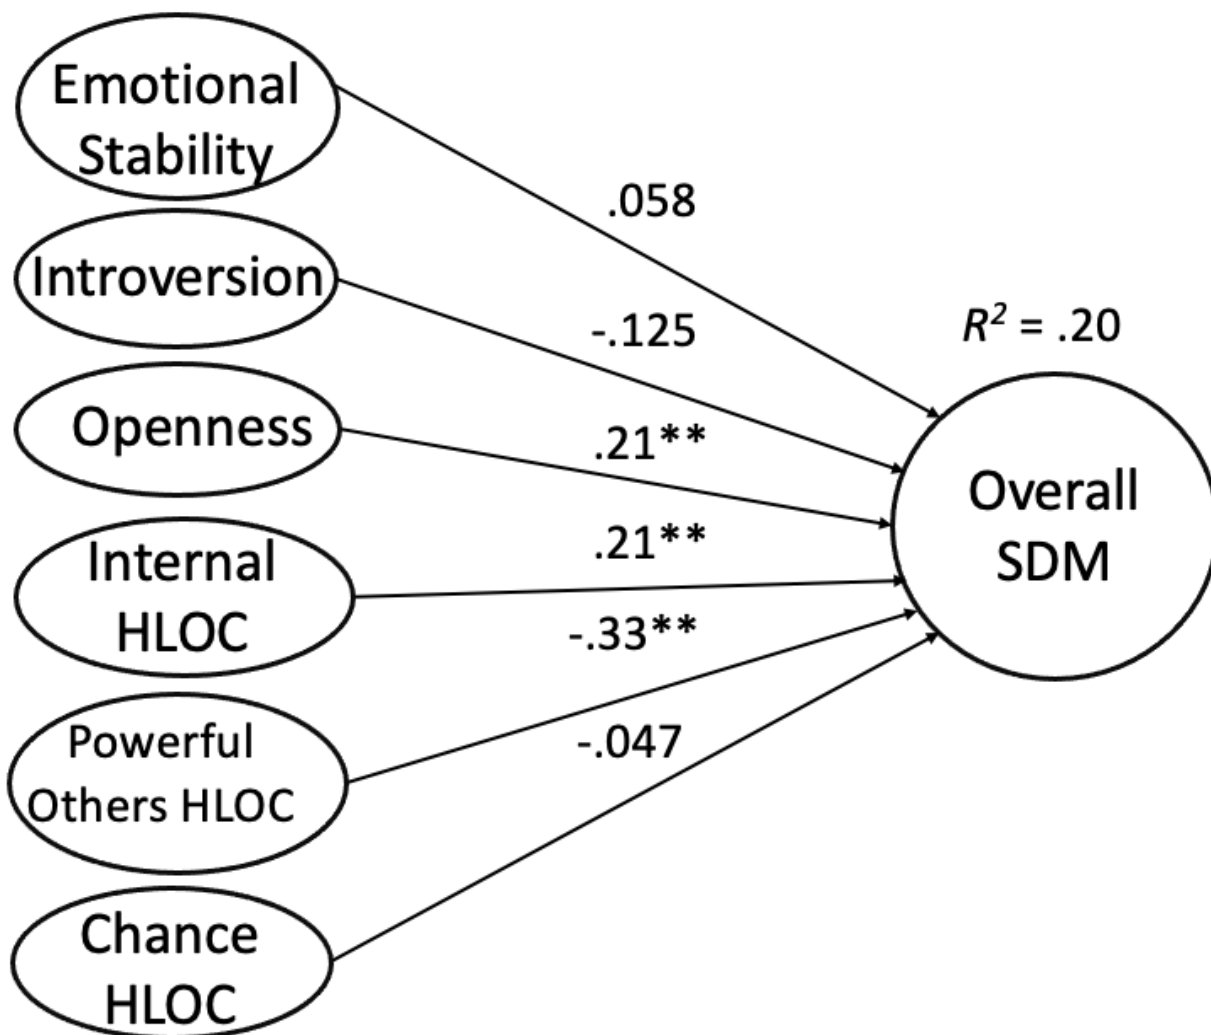 Emotional
Stability
.058
Introversion
-.125
R² = .20
Openness
.21**
Overall
SDM
Internal
HLOC
.21**
-.33**
Powerful
Others HLOC
-.047
Chance
HLOC